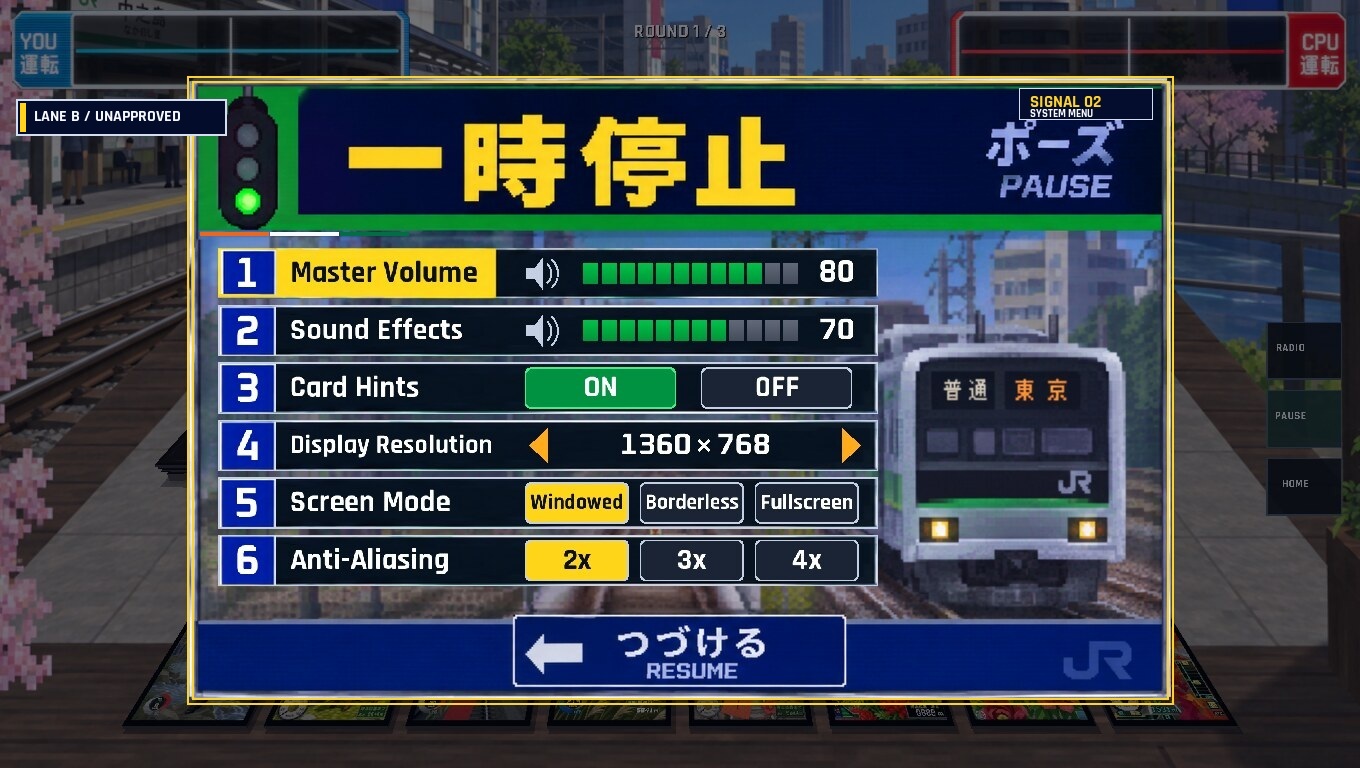 YOU
運転
ROUND 1 / 3
CPU
運転
LANE B / UNAPPROVED
SIGNAL 02
SYSTEM MENU
一時停止
ポーズ
PAUSE
1 Master Volume 80
2 Sound Effects 70
3 Card Hints ON OFF
4 Display Resolution 1360×768
5 Screen Mode Windowed Borderless Fullscreen
6 Anti-Aliasing 2x 3x 4x
普通 東京
JR
RADIO
PAUSE
HOME
つづける
RESUME
JR